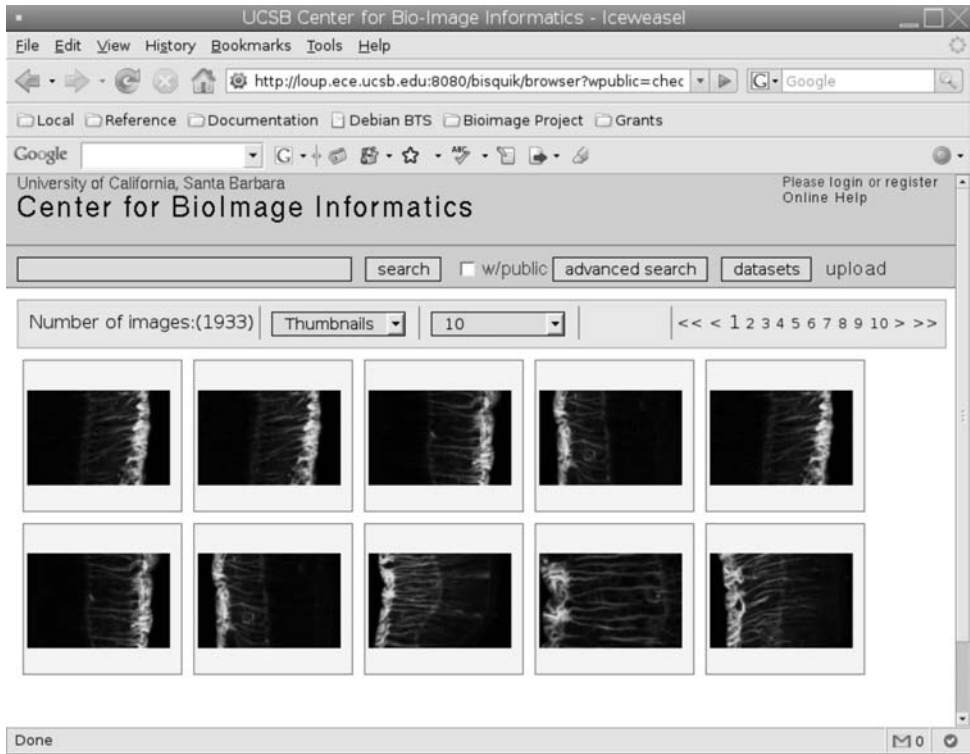 UCSB Center for Bio-Image Informatics - Iceweasel
File Edit View History Bookmarks Tools Help
http://loup.ece.ucsb.edu:8080/bisquik/browser?wpublic=chec G Google
Local Reference Documentation Debian BTS Bioimage Project Grants
Google G ABC
University of California, Santa Barbara
Please login or register
Center for BioImage Informatics
Online Help
search w/public advanced search datasets upload
Number of images:(1933) Thumbnails 10 << < 1 2 3 4 5 6 7 8 9 10 > >>
Done 0